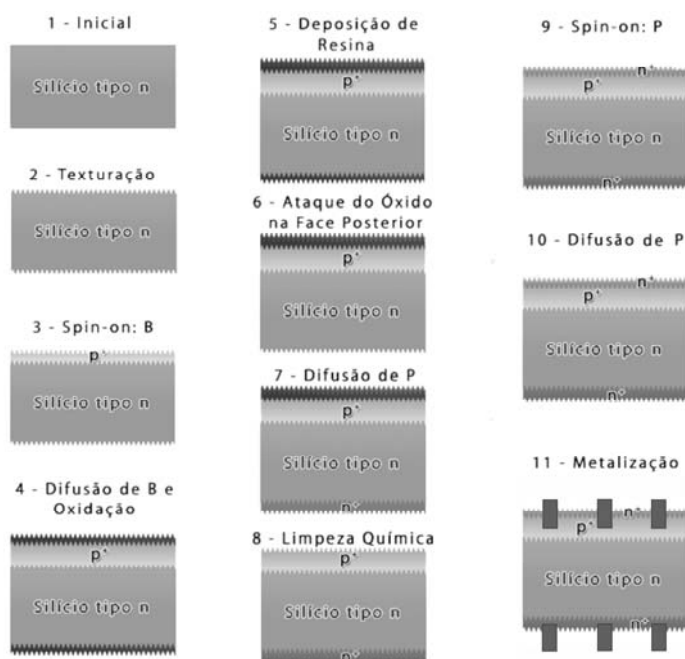 1 - Inicial
Silício tipo n
2 - Texturação
Silício tipo n
3 - Spin-on: B
p⁺
Silício tipo n
4 - Difusão de B e
Oxidação
p⁺
Silício tipo n
5 - Deposição de
Resina
p⁺
Silício tipo n
6 - Ataque do Óxido
na Face Posterior
p⁺
Silício tipo n
7 - Difusão de P
p⁺
Silício tipo n
n⁺
8 - Limpeza Química
p⁺
Silício tipo n
n⁺
9 - Spin-on: P
n⁺
p⁺
Silício tipo n
n⁺
10 - Difusão de P
n⁺
p⁺
Silício tipo n
n⁺
11 - Metalização
n⁺
p⁺
Silício tipo n
n⁺